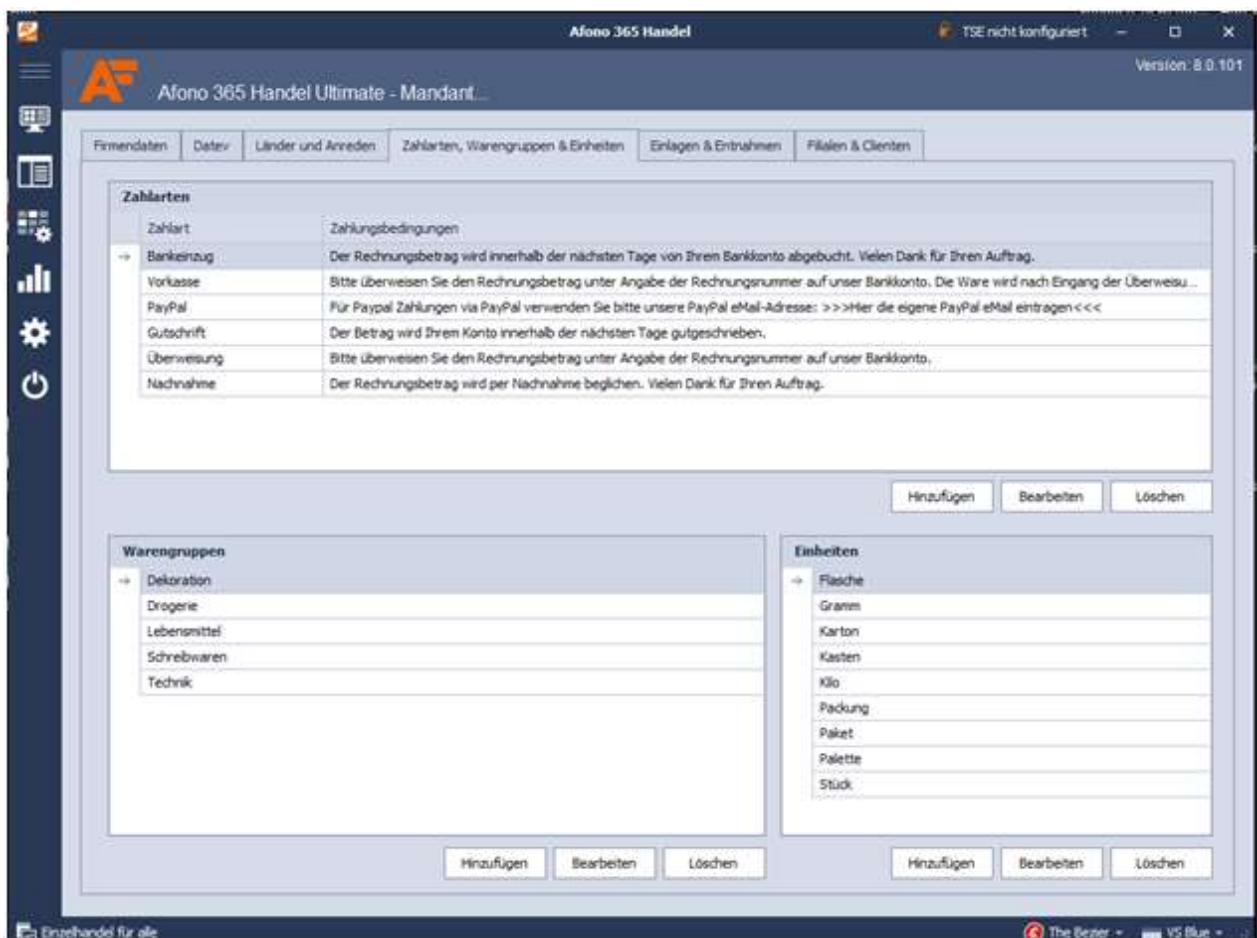 Afono 365 Handel
TSE nicht konfiguriert
Version: 8.0.101
AF
Afono 365 Handel Ultimate - Mandant...
Firmendaten Datev Länder und Anreden Zahlarten, Warengruppen & Einheiten Einlagen & Entnahmen Filialen & Clienten
Zahlarten
Zahlart Zahlungsbedingungen
Bankeinzug Der Rechnungsbetrag wird innerhalb der nächsten Tage von Ihrem Bankkonto abgebucht. Vielen Dank für Ihren Auftrag.
Vorkasse Bitte überweisen Sie den Rechnungsbetrag unter Angabe der Rechnungsnummer auf unser Bankkonto. Die Ware wird nach Eingang der Überweisu...
PayPal Für Paypal Zahlungen via PayPal verwenden Sie bitte unsere PayPal eMail-Adresse: >>>Hier die eigene PayPal eMail eintragen<<<
Gutschrift Der Betrag wird Ihrem Konto innerhalb der nächsten Tage gutgeschrieben.
Überweisung Bitte überweisen Sie den Rechnungsbetrag unter Angabe der Rechnungsnummer auf unser Bankkonto.
Nachnahme Der Rechnungsbetrag wird per Nachnahme beglichen. Vielen Dank für Ihren Auftrag.
Hinzufügen Bearbeiten Löschen
Warengruppen
Dekoration
Drogerie
Lebensmittel
Schreibwaren
Technik
Hinzufügen Bearbeiten Löschen
Einheiten
Flasche
Gramm
Karton
Kasten
Kilo
Packung
Paket
Palette
Stück
Hinzufügen Bearbeiten Löschen
Einzelhandel für alle
The Bezier
VS Blue